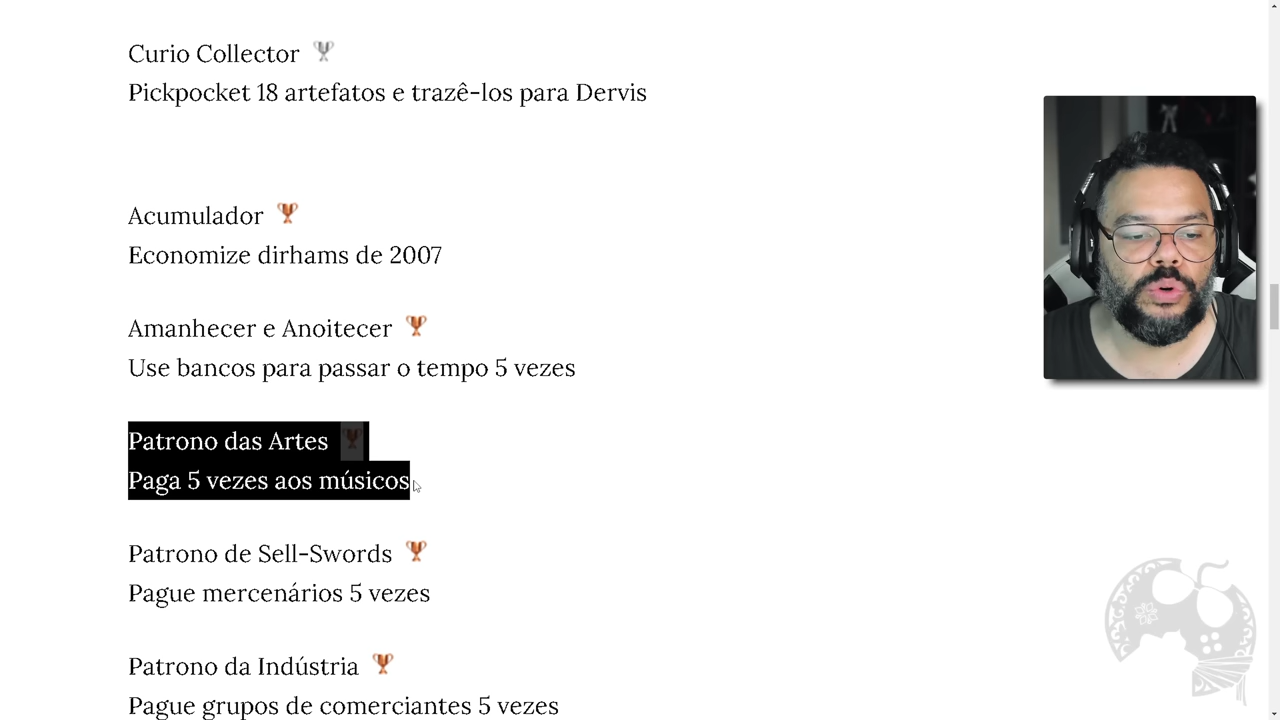 Curio Collector
Pickpocket 18 artefatos e trazê-los para Dervis
Acumulador
Economize dirhams de 2007
Amanhecer e Anoitecer
Use bancos para passar o tempo 5 vezes
Patrono das Artes
Paga 5 vezes aos músicos
Patrono de Sell-Swords
Pague mercenários 5 vezes
Patrono da Indústria
Pague grupos de comerciantes 5 vezes